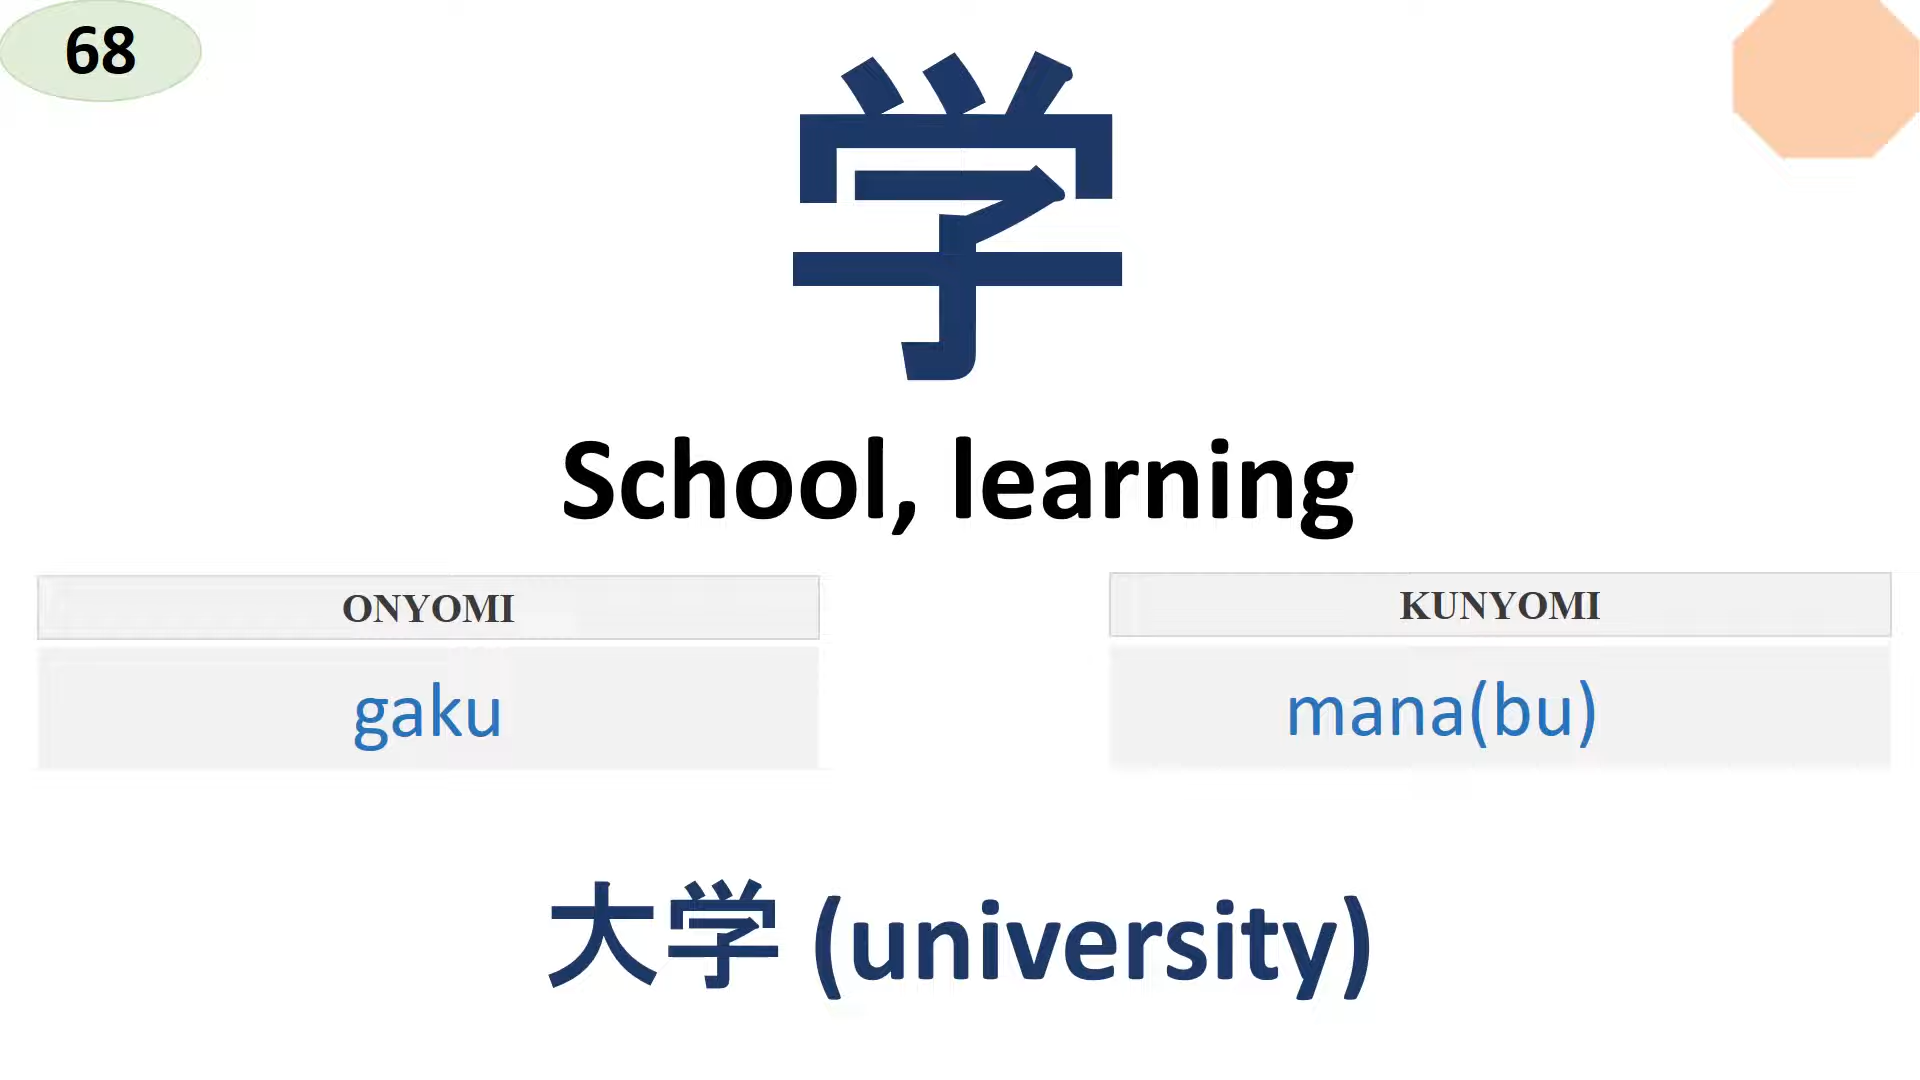 68
学
School, learning
ONYOMI
KUNYOMI
gaku
mana(bu)
大学 (university)